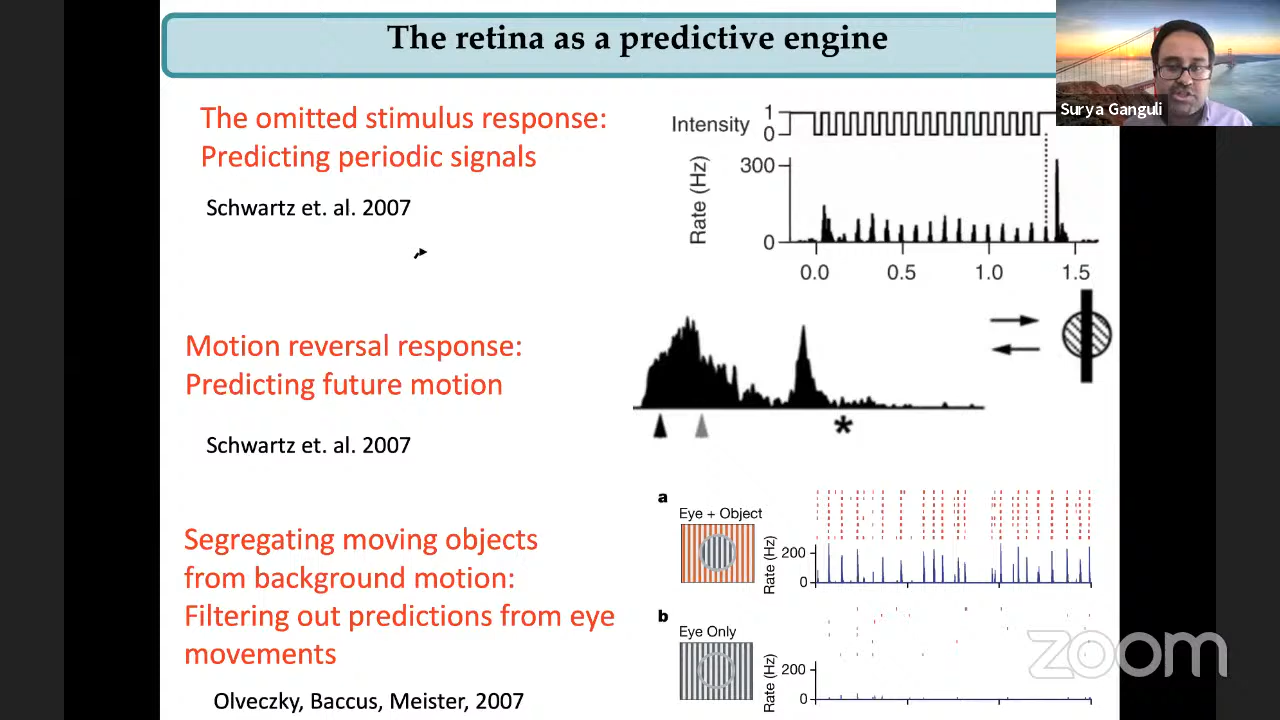 The retina as a predictive engine
Surya Ganguli
The omitted stimulus response:
Predicting periodic signals
Schwartz et. al. 2007
Intensity
1
0
Rate (Hz)
300
0
0.0 0.5 1.0 1.5
Motion reversal response:
Predicting future motion
Schwartz et. al. 2007
*
Segregating moving objects
from background motion:
Filtering out predictions from eye
movements
Olveczky, Baccus, Meister, 2007
a
Eye + Object
Rate (Hz)
200
0
b
Eye Only
Rate (Hz)
200
0
zoom